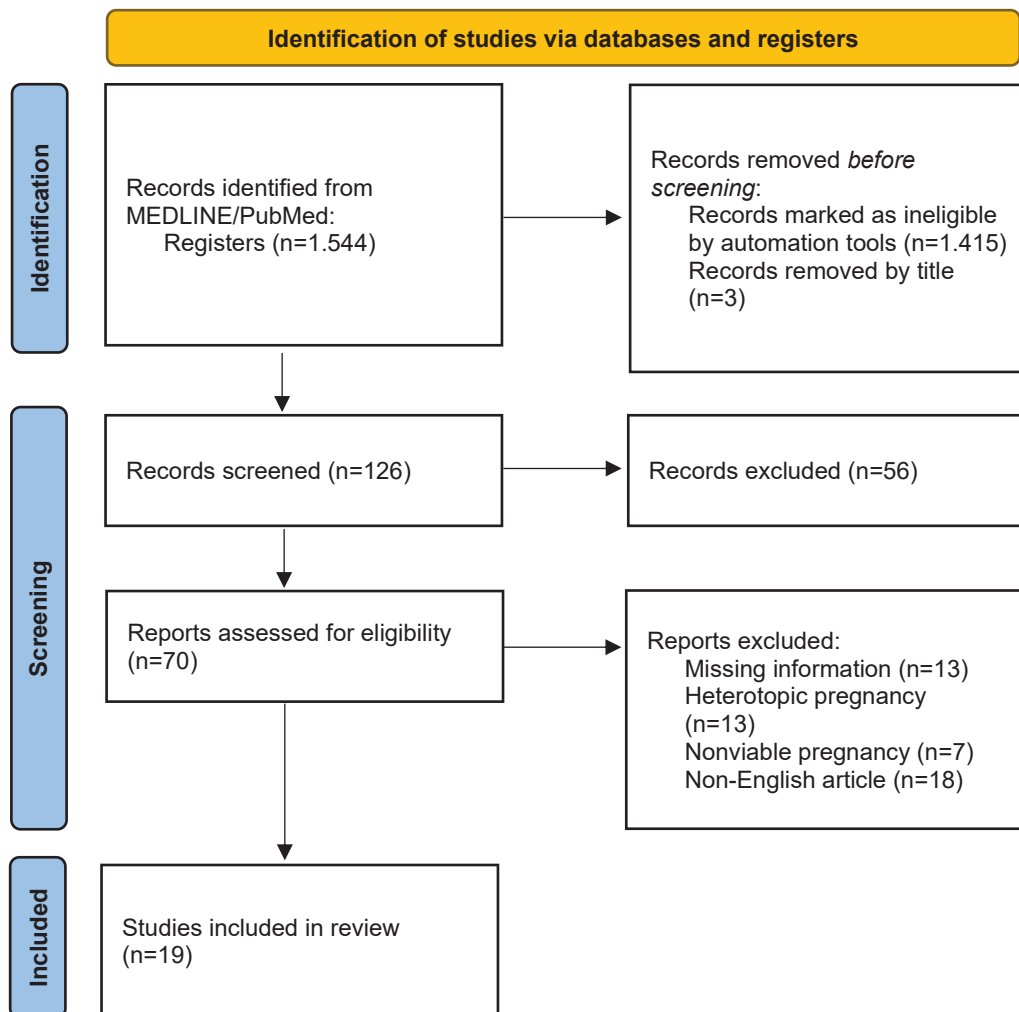 Identification of studies via databases and registers
Identification
Records identified from
MEDLINE/PubMed:
Registers (n=1.544)
Records removed before
screening:
Records marked as ineligible
by automation tools (n=1.415)
Records removed by title
(n=3)
Screening
Records screened (n=126)
Records excluded (n=56)
Reports assessed for eligibility
(n=70)
Reports excluded:
Missing information (n=13)
Heterotopic pregnancy
(n=13)
Nonviable pregnancy (n=7)
Non-English article (n=18)
Included
Studies included in review
(n=19)